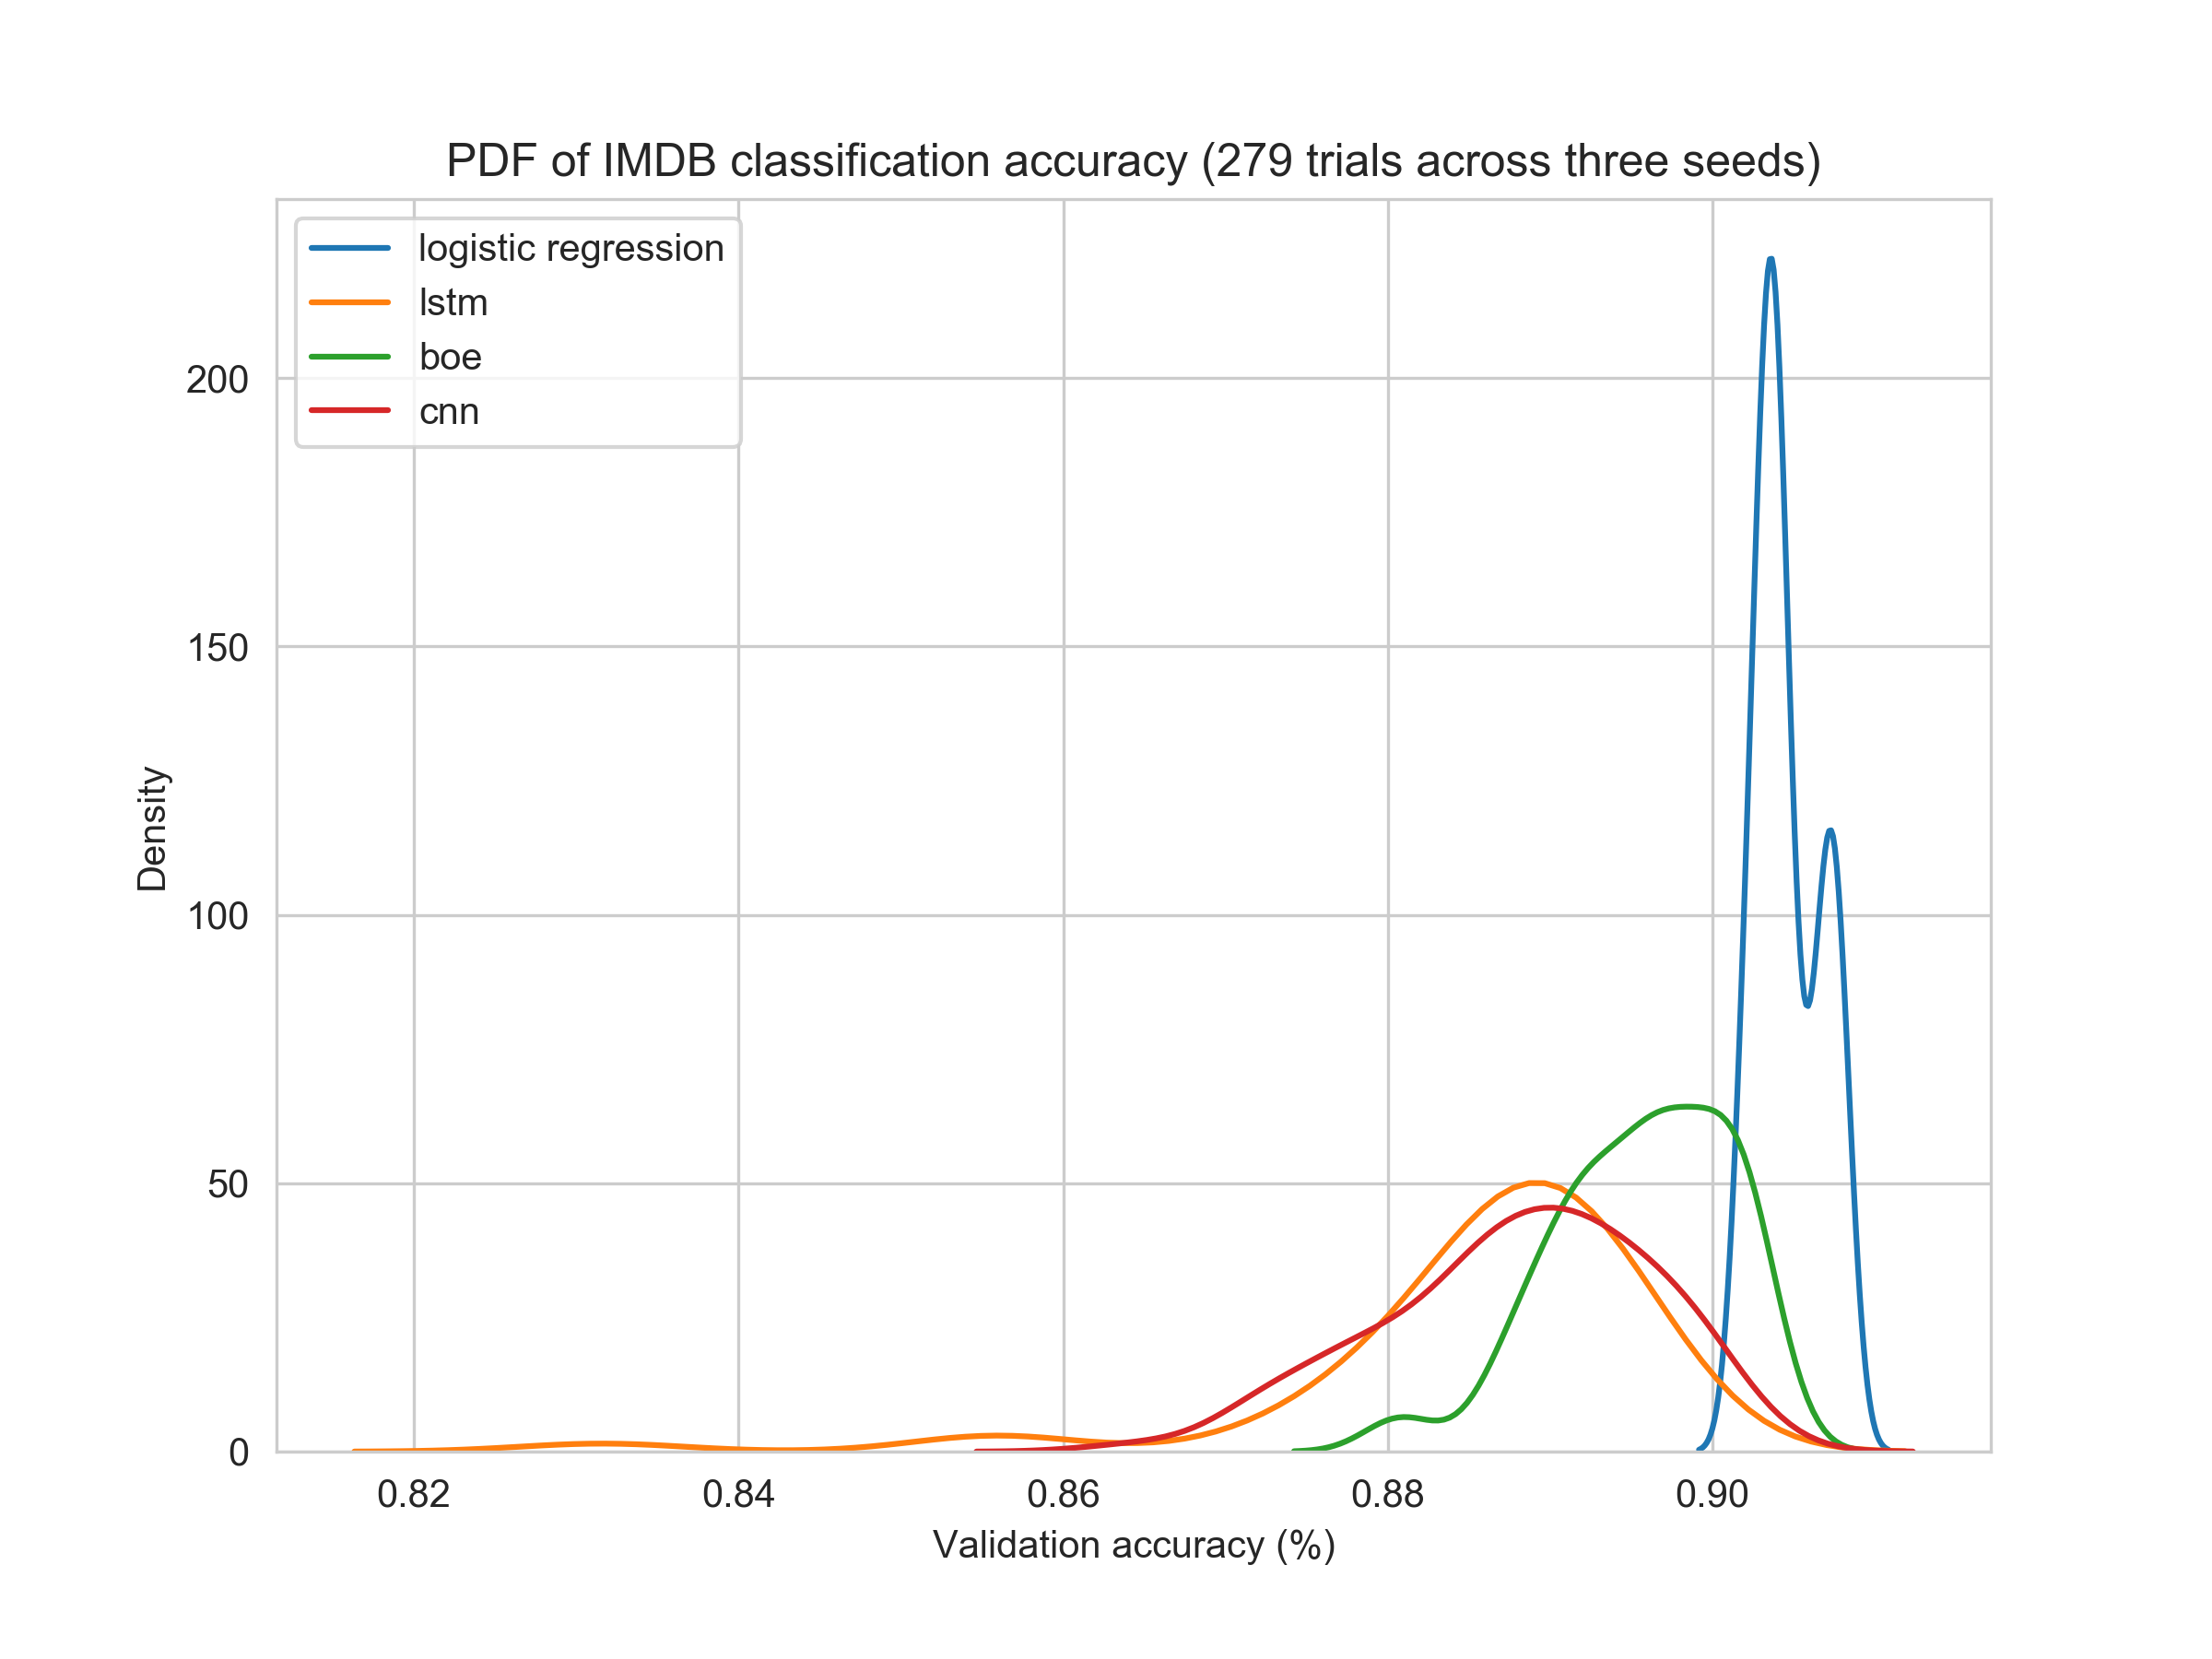 PDF of IMDB classification accuracy (279 trials across three seeds)
logistic regression
lstm
boe
cnn
200
150
100
50
0
Density
0.82 0.84 0.86 0.88 0.90
Validation accuracy (%)